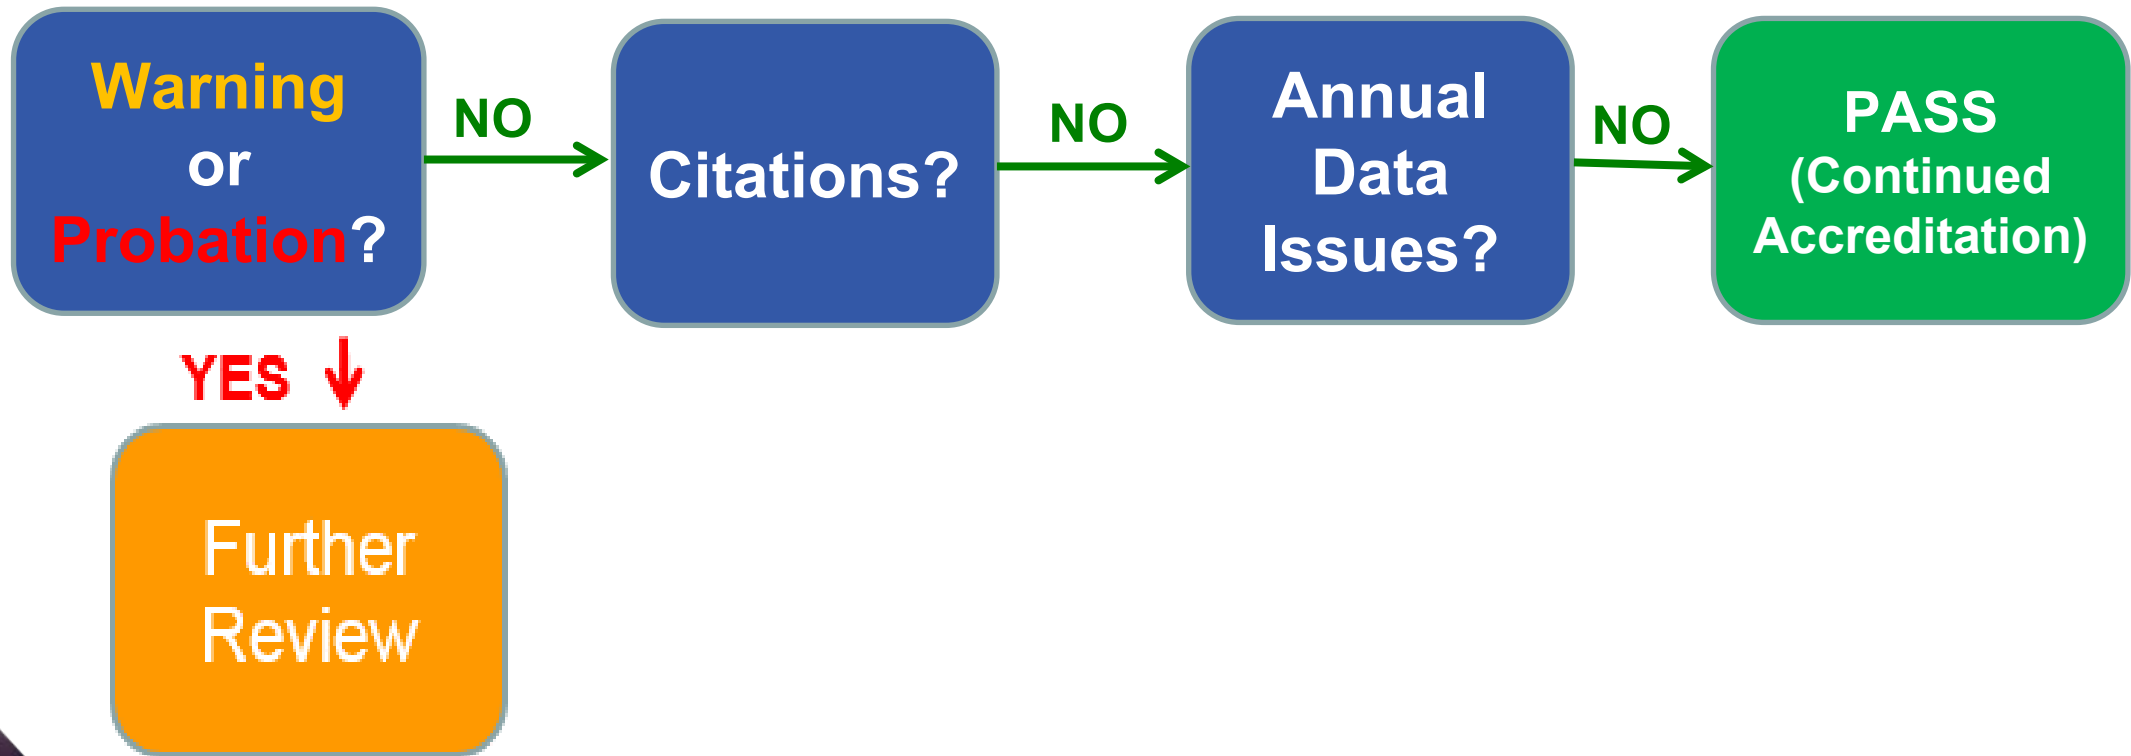 Warning
or
Probation?
NO
Citations?
NO
Annual
Data
Issues?
NO
PASS
(Continued
Accreditation)
YES
Further
Review